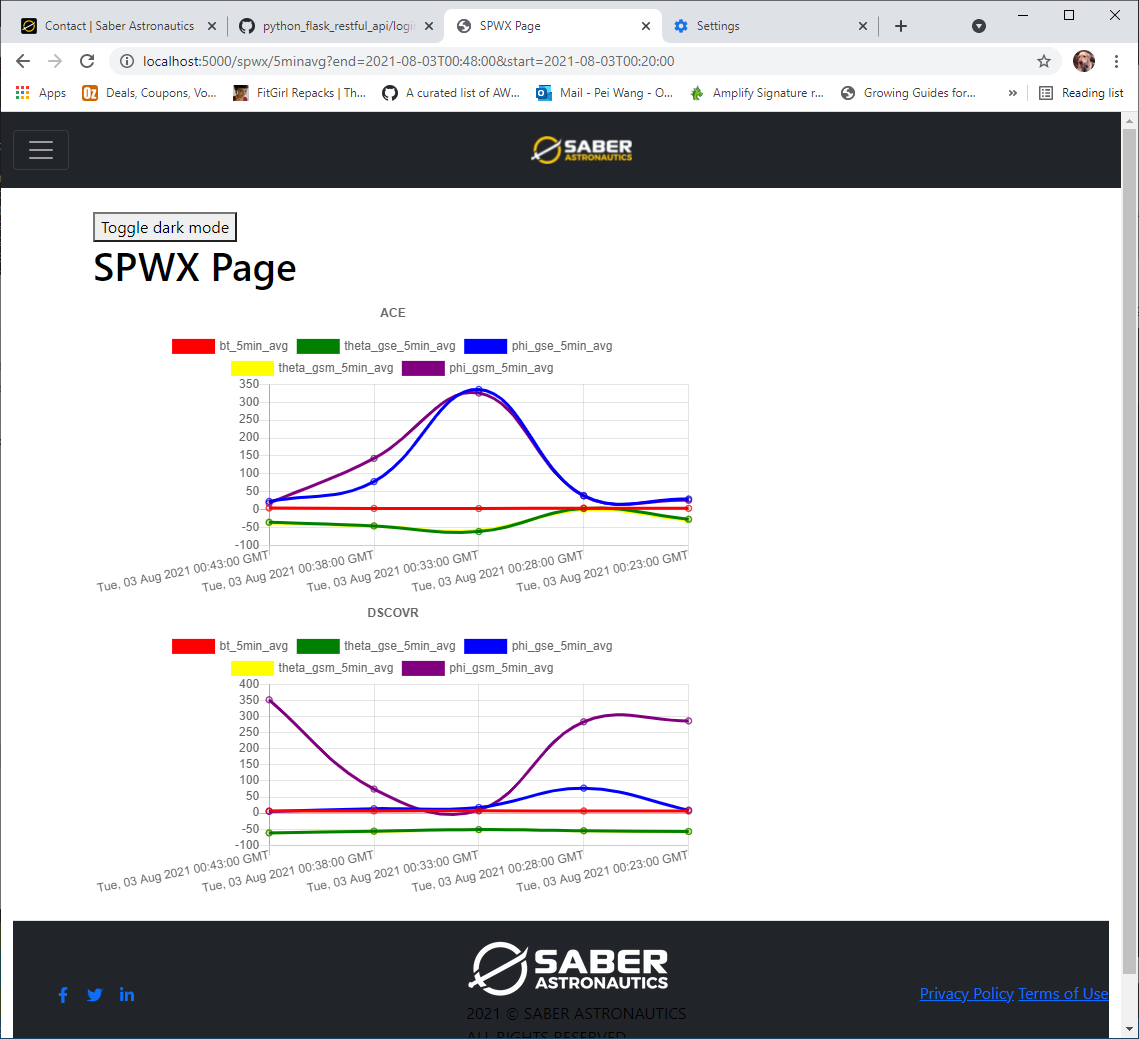 Contact | Saber Astronautics
python_flask_restful_api/logi
SPWX Page
Settings
localhost:5000/spwx/5minavg?end=2021-08-03T00:48:00&start=2021-08-03T00:20:00
Apps
Deals, Coupons, Vo...
FitGirl Repacks | Th...
A curated list of AW...
Mail - Pei Wang - O...
Amplify Signature r...
Growing Guides for...
»
Reading list
SABER
ASTRONAUTICS
Toggle dark mode
SPWX Page
ACE
bt_5min_avg theta_gse_5min_avg phi_gse_5min_avg
theta_gsm_5min_avg phi_gsm_5min_avg
350
300
250
200
150
100
50
0
-50
-100
Tue, 03 Aug 2021 00:43:00 GMT
Tue, 03 Aug 2021 00:38:00 GMT
Tue, 03 Aug 2021 00:33:00 GMT
Tue, 03 Aug 2021 00:28:00 GMT
Tue, 03 Aug 2021 00:23:00 GMT
DSCOVR
bt_5min_avg theta_gse_5min_avg phi_gse_5min_avg
theta_gsm_5min_avg phi_gsm_5min_avg
400
350
300
250
200
150
100
50
0
-50
-100
Tue, 03 Aug 2021 00:43:00 GMT
Tue, 03 Aug 2021 00:38:00 GMT
Tue, 03 Aug 2021 00:33:00 GMT
Tue, 03 Aug 2021 00:28:00 GMT
Tue, 03 Aug 2021 00:23:00 GMT
SABER
ASTRONAUTICS
Privacy Policy Terms of Use
2021 © SABER ASTRONAUTICS
ALL RIGHTS RESERVED